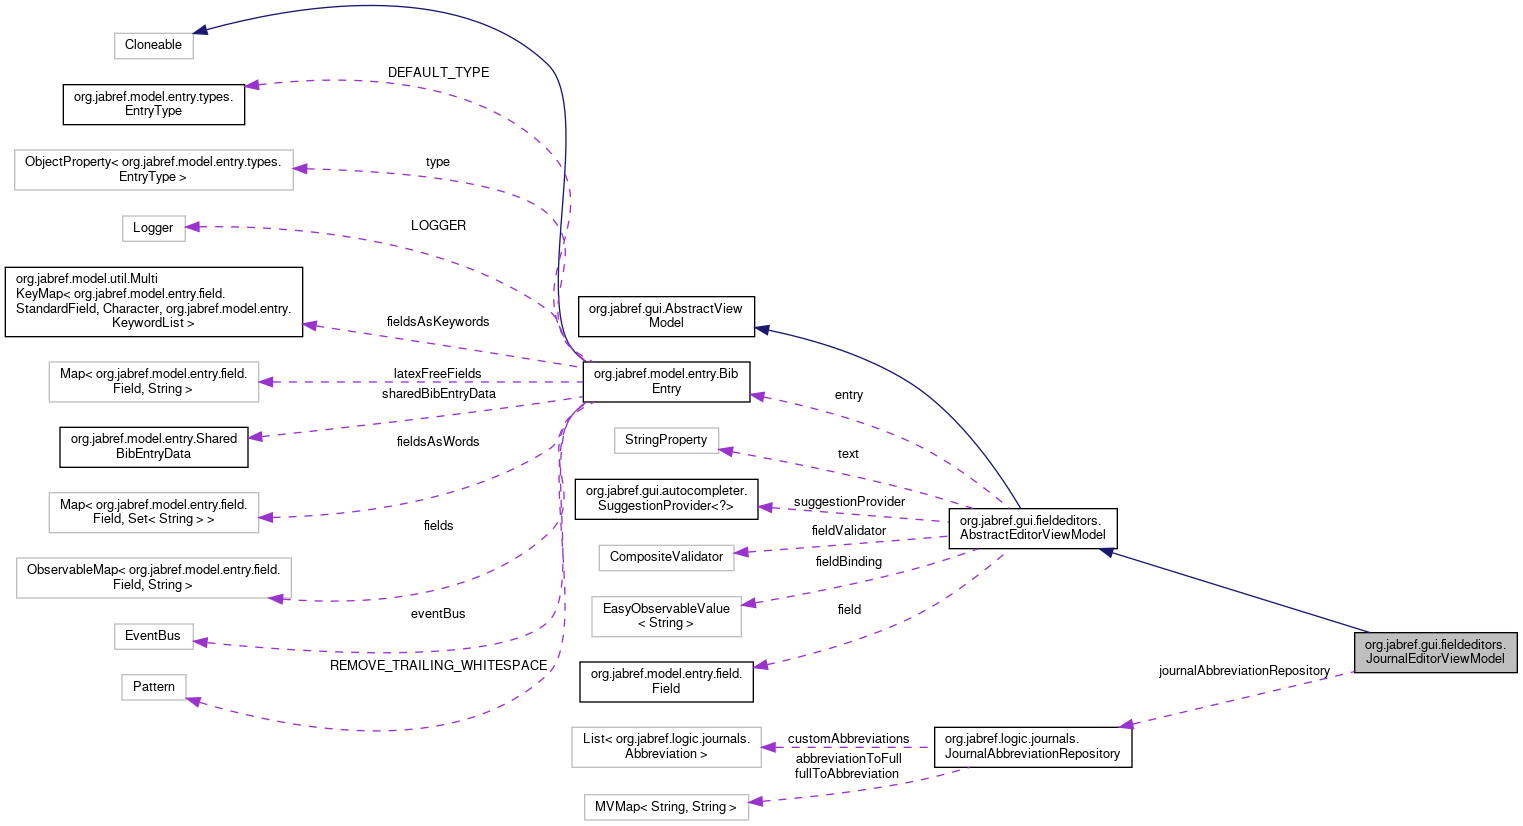 Cloneable
DEFAULT_TYPE
org.jabref.model.entry.types.
EntryType
ObjectProperty< org.jabref.model.entry.types.
EntryType >
type
Logger
LOGGER
org.jabref.model.util.Multi
KeyMap< org.jabref.model.entry.field.
StandardField, Character, org.jabref.model.entry.
KeywordList >
fieldsAsKeywords
org.jabref.gui.AbstractView
Model
Map< org.jabref.model.entry.field.
Field, String >
latexFreeFields
org.jabref.model.entry.Bib
Entry
sharedBibEntryData
entry
org.jabref.model.entry.Shared
BibEntryData
fieldsAsWords
StringProperty
text
Map< org.jabref.model.entry.field.
Field, Set< String > >
org.jabref.gui.autocompleter.
SuggestionProvider<?>
suggestionProvider
org.jabref.gui.fieldeditors.
AbstractEditorViewModel
fields
fieldValidator
CompositeValidator
fieldBinding
ObservableMap< org.jabref.model.entry.field.
Field, String >
EasyObservableValue
< String >
field
eventBus
EventBus
org.jabref.gui.fieldeditors.
JournalEditorViewModel
REMOVE_TRAILING_WHITESPACE
Pattern
org.jabref.model.entry.field.
Field
journalAbbreviationRepository
List< org.jabref.logic.journals.
Abbreviation >
customAbbreviations
org.jabref.logic.journals.
JournalAbbreviationRepository
abbreviationToFull
fullToAbbreviation
MVMap< String, String >